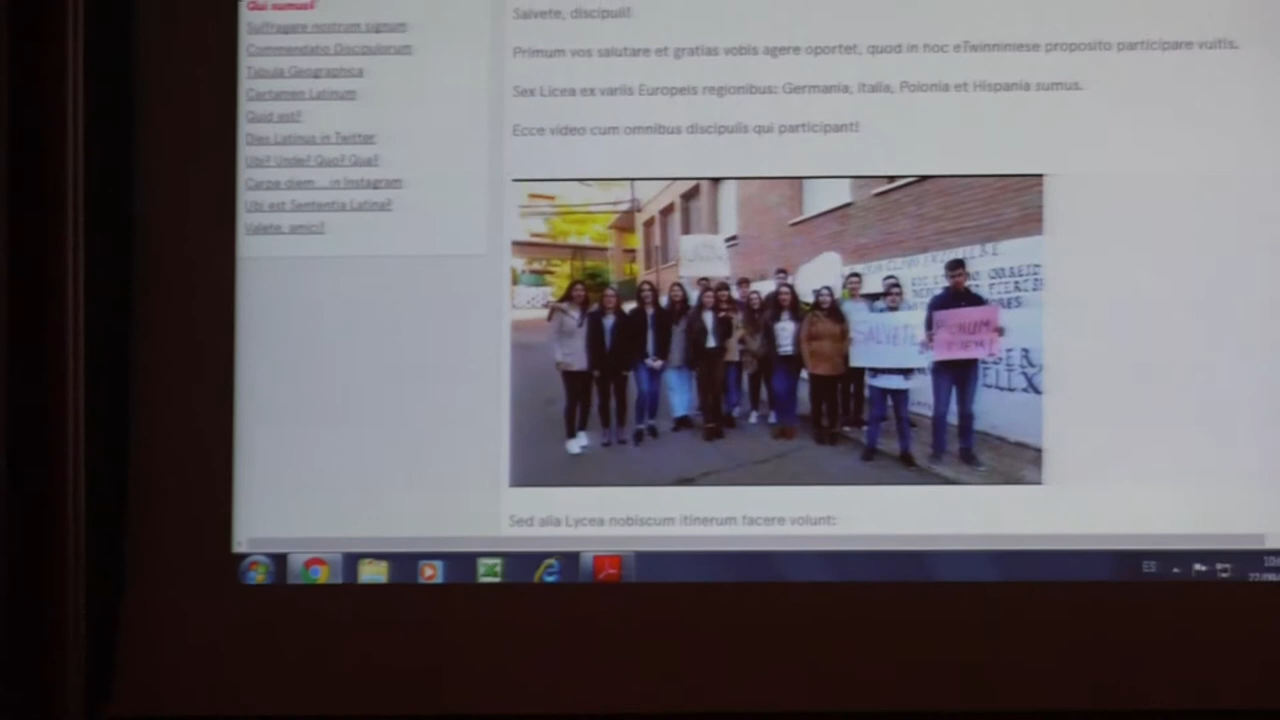 Qui sumus?
Suffragare nostrum signum
Commendatio Discipulorum
Tabula Geographica
Certamen Latinum
Quid est?
Dies Latinus in Twitter
Ubi? Unde? Quo? Qua?
Carpe diem... in Instagram
Ubi est Sententia Latina?
Valete, amici!
Salvete, discipuli!
Primum vos salutare et gratias vobis agere oportet, quod in hoc eTwinniniese proposito participare vultis.
Sex Licea ex variis Europeis regionibus: Germania, Italia, Polonia et Hispania sumus.
Ecce video cum omnibus discipulis qui participant!
SALVETE
Sed alia Lycea nobiscum itinerum facere volunt:
ES